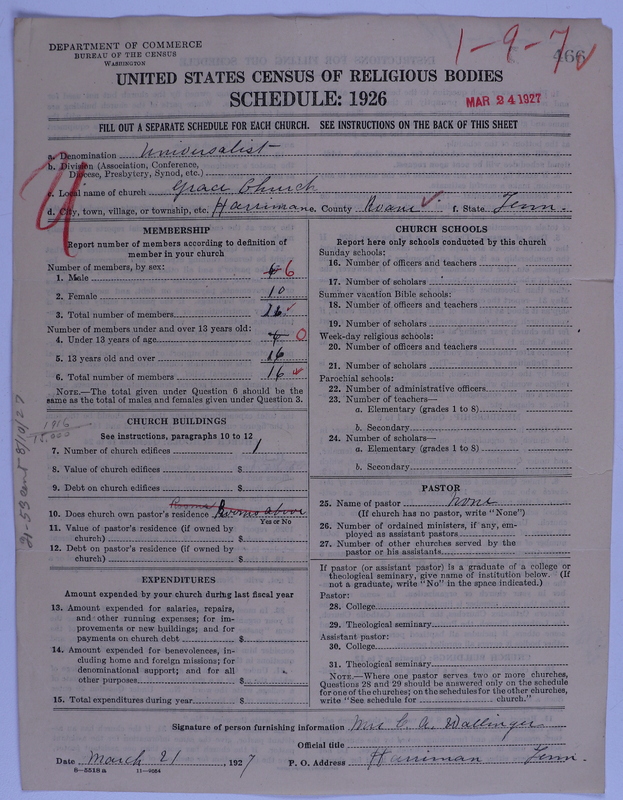 DEPARTMENT OF COMMERCE
BUREAU OF THE CENSUS
WASHINGTON
1-9-7 ✓
466
UNITED STATES CENSUS OF RELIGIOUS BODIES
SCHEDULE: 1926
MAR 24 1927
FILL OUT A SEPARATE SCHEDULE FOR EACH CHURCH. SEE INSTRUCTIONS ON THE BACK OF THIS SHEET
a. Denomination Universalist
b. Division (Association, Conference,
Diocese, Presbytery, Synod, etc.)
U
c. Local name of church Grace Church
d. City, town, village, or township, etc. Harriman e. County Roane ✓ f. State Tenn.
MEMBERSHIP
Report number of members according to definition of
member in your church
Number of members, by sex:
1. Male 6 6
2. Female 10
3. Total number of members 16 ✓
Number of members under and over 13 years old:
4. Under 13 years of age 0
5. 13 years old and over 16
6. Total number of members 16 ✓
NOTE.—The total given under Question 6 should be the
same as the total of males and females given under Question 3.
CHURCH BUILDINGS
See instructions, paragraphs 10 to 12
1916
15,000
21-53 cent 8/10/27
7. Number of church edifices 1
8. Value of church edifices $
9. Debt on church edifices $
Rooms
10. Does church own pastor's residence Rooms above
Yes or No
11. Value of pastor's residence (if owned by
church) $
12. Debt on pastor's residence (if owned by
church) $
EXPENDITURES
Amount expended by your church during last fiscal year
13. Amount expended for salaries, repairs,
and other running expenses; for im-
provements or new buildings; and for
payments on church debt $
14. Amount expended for benevolences, in-
cluding home and foreign missions; for
denominational support; and for all
other purposes $
15. Total expenditures during year $
CHURCH SCHOOLS
Report here only schools conducted by this church
Sunday schools:
16. Number of officers and teachers
17. Number of scholars
Summer vacation Bible schools:
18. Number of officers and teachers
19. Number of scholars
Week-day religious schools:
20. Number of officers and teachers
21. Number of scholars
Parochial schools:
22. Number of administrative officers
23. Number of teachers—
a. Elementary (grades 1 to 8)
b. Secondary
24. Number of scholars—
a. Elementary (grades 1 to 8)
b. Secondary
PASTOR
25. Name of pastor none
(If church has no pastor, write "None")
26. Number of ordained ministers, if any, em-
ployed as assistant pastors
27. Number of other churches served by the
pastor or his assistants
If pastor (or assistant pastor) is a graduate of a college or
theological seminary, give name of institution below. (If
not a graduate, write "No" in the space indicated.)
Pastor:
28. College
29. Theological seminary
Assistant pastor:
30. College
31. Theological seminary
NOTE.—Where one pastor serves two or more churches,
Questions 28 and 29 should be answered only on the schedule
for one of the churches; on the schedules for the other churches,
write "See schedule for church."
Signature of person furnishing information Mrs C. A. Wallinger
Official title
Date March 21, 1927 P. O. Address Harriman Tenn.
8-5518 a 11-9554